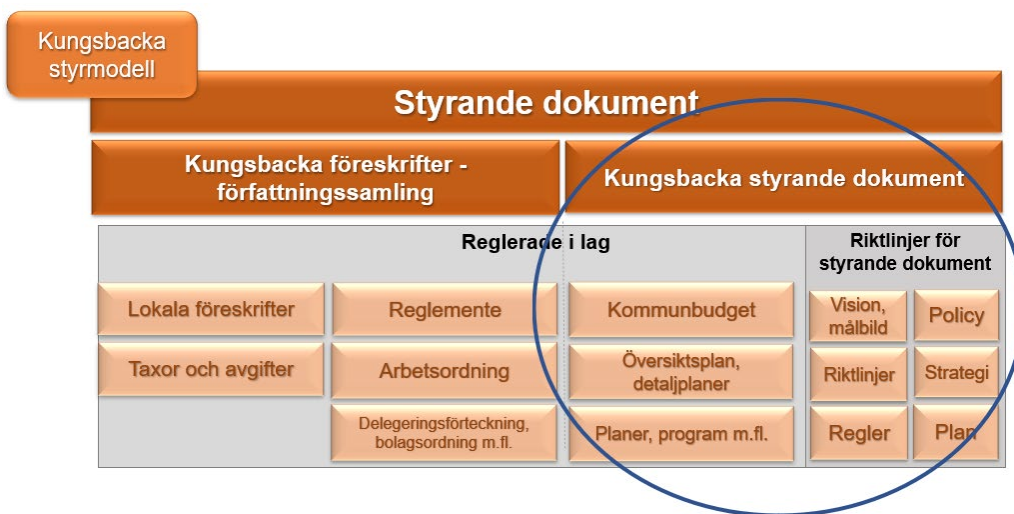 Kungsbacka
styrmodell
Styrande dokument
Kungsbacka föreskrifter -
författningssamling
Kungsbacka styrande dokument
Reglerade i lag
Riktlinjer för
styrande dokument
Lokala föreskrifter
Reglemente
Kommunbudget
Vision,
målbild
Policy
Taxor och avgifter
Arbetsordning
Översiktsplan,
detaljplaner
Riktlinjer
Strategi
Delegeringsförteckning,
bolagsordning m.fl.
Planer, program m.fl.
Regler
Plan